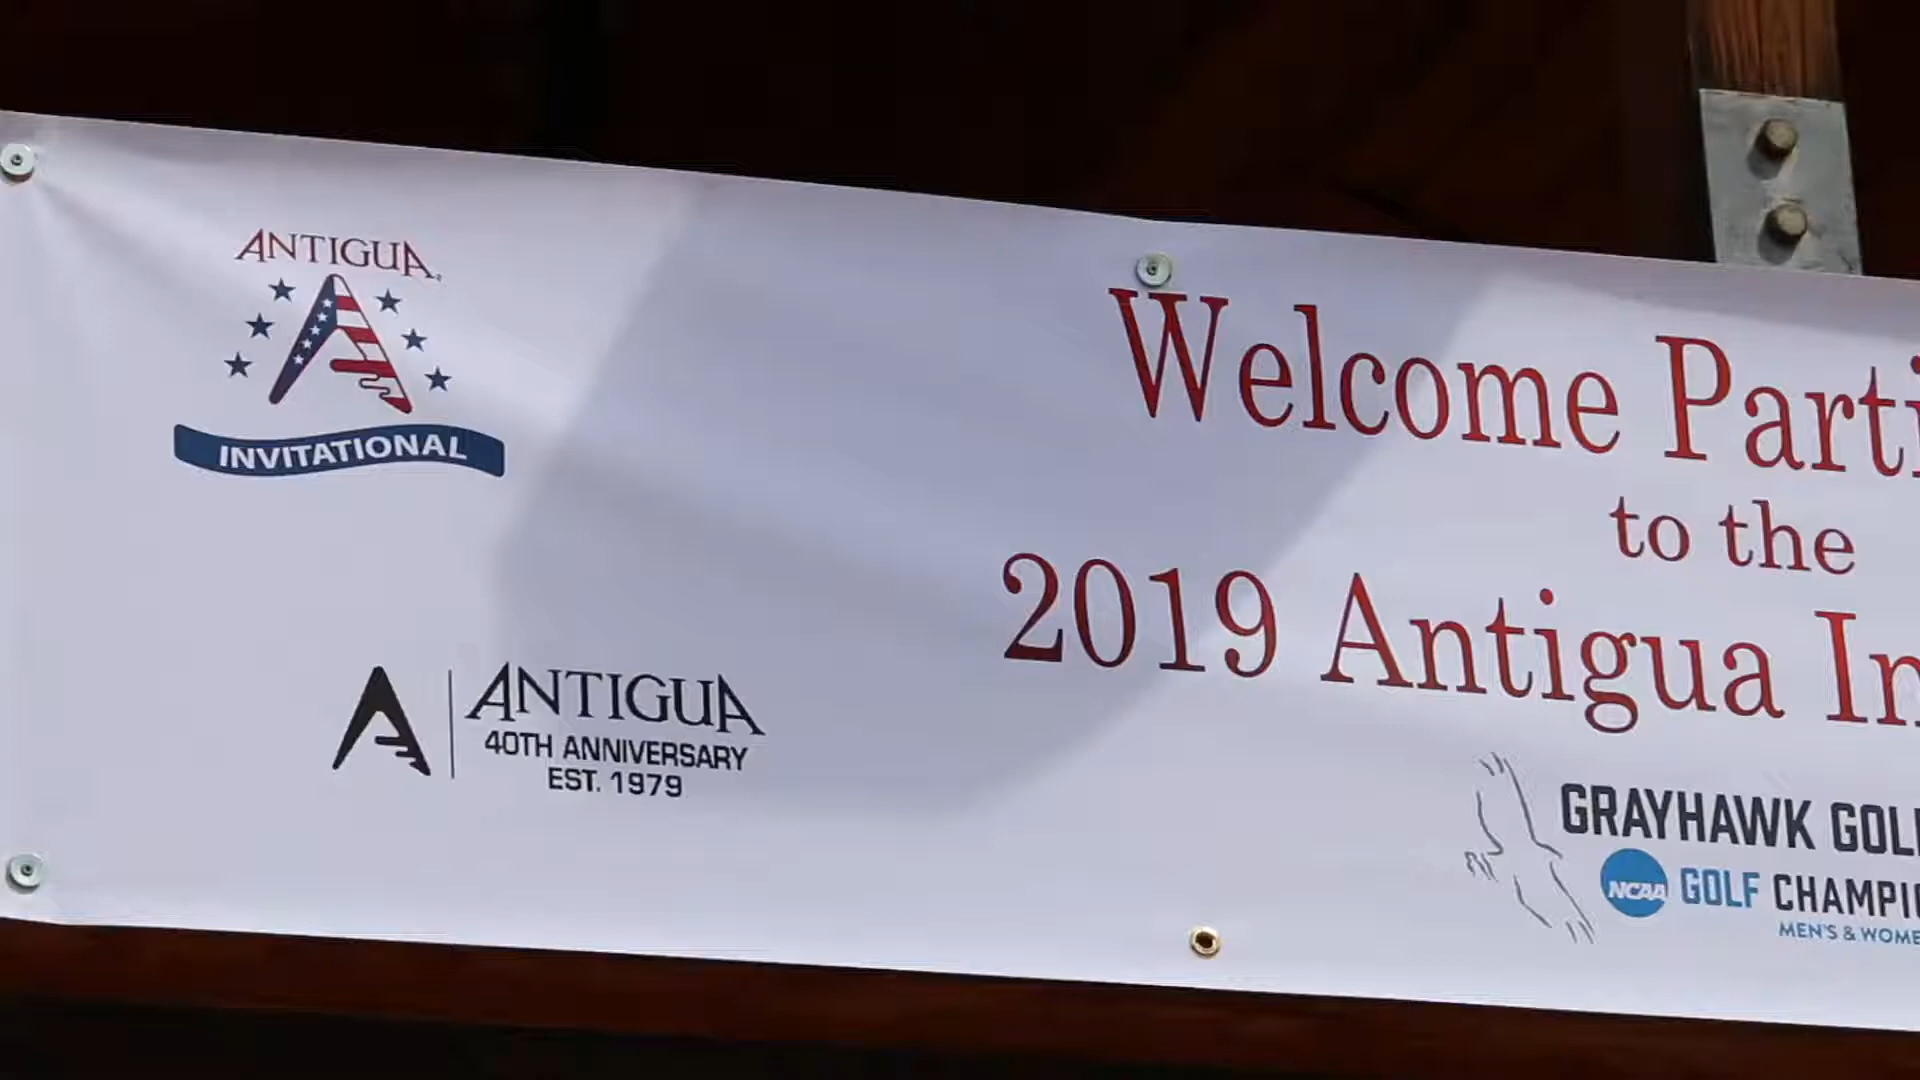 ANTIGUA
INVITATIONAL
Welcome Parti
to the
2019 Antigua In
ANTIGUA
40TH ANNIVERSARY
EST. 1979
GRAYHAWK GOL
NCAA GOLF CHAMPI
MEN'S & WOME